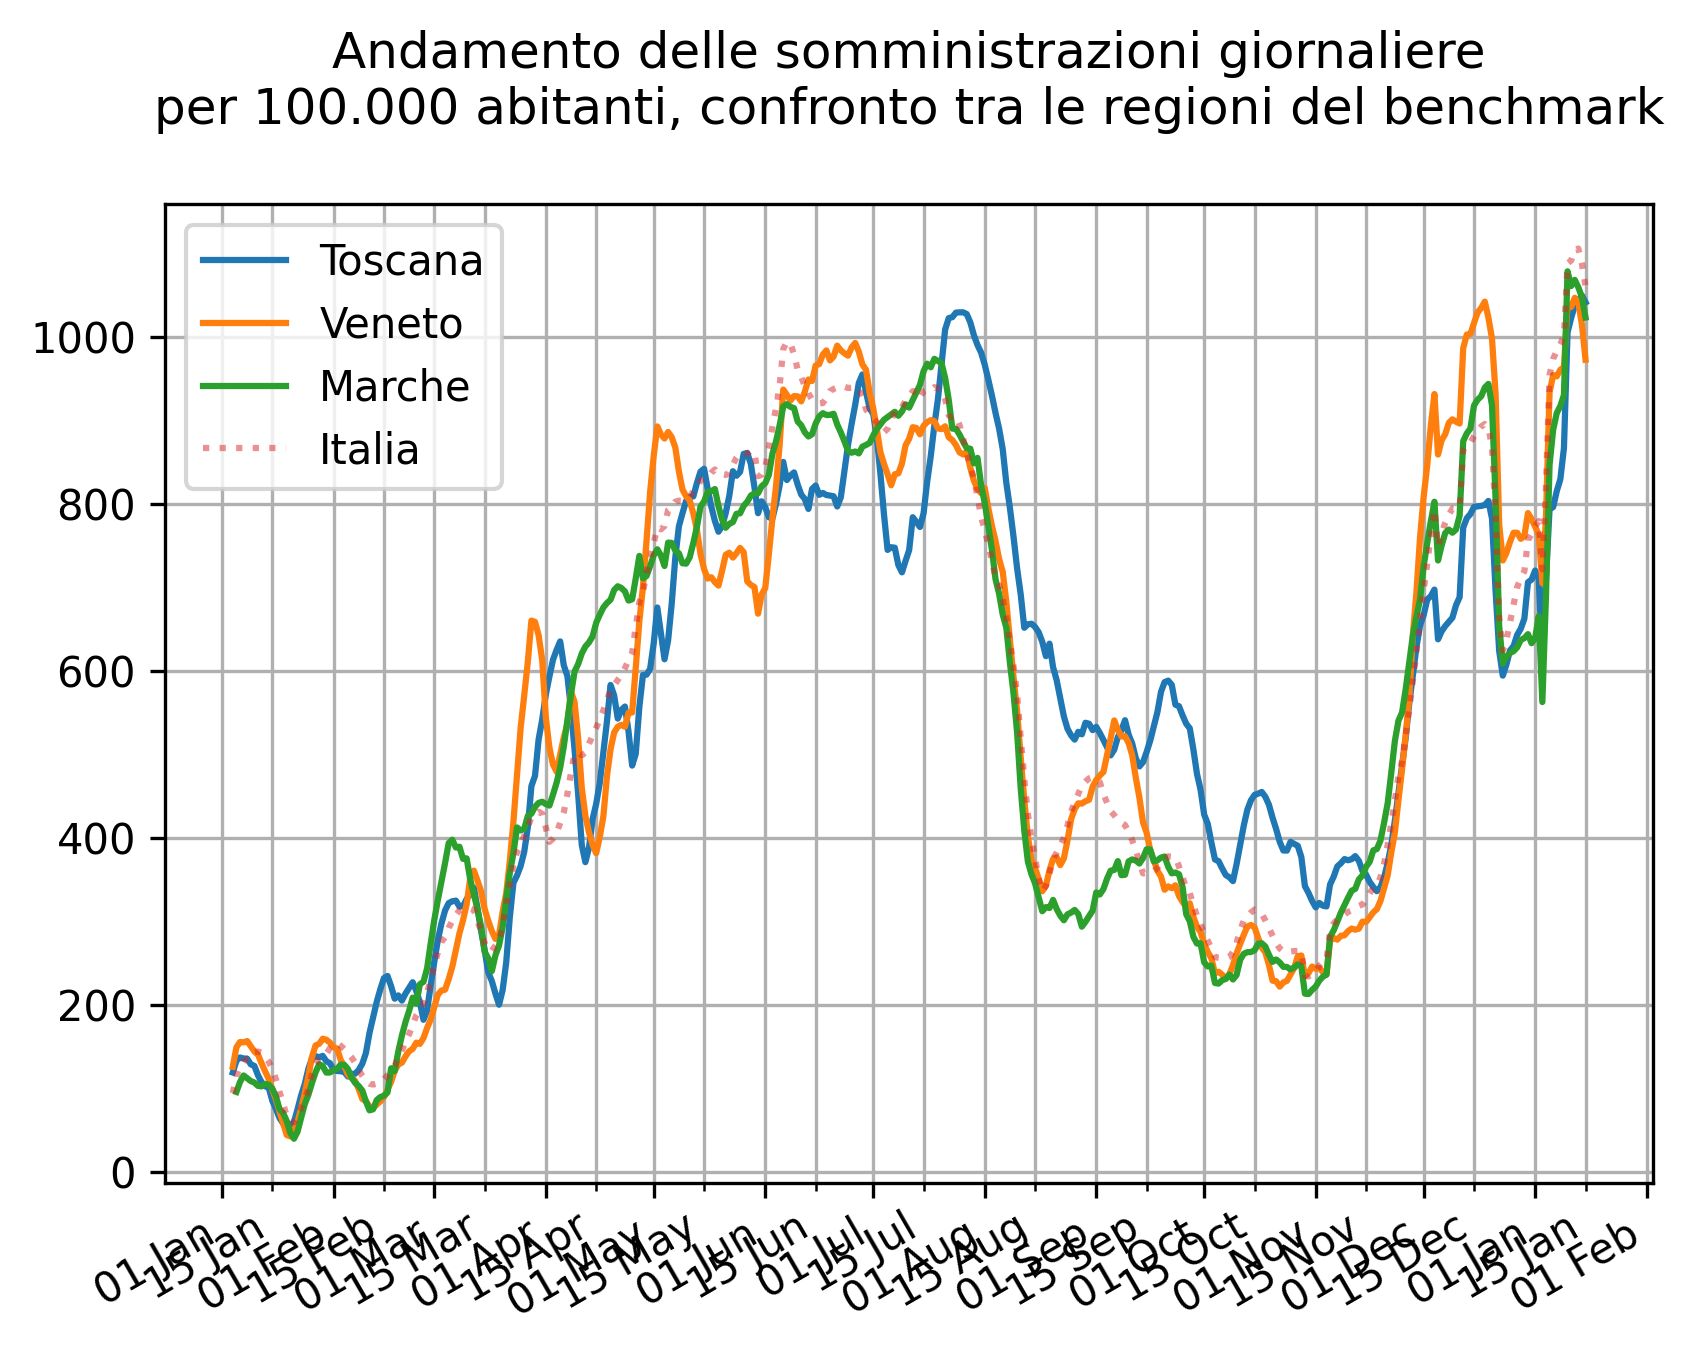 Andamento delle somministrazioni giornaliere
per 100.000 abitanti, confronto tra le regioni del benchmark
Toscana
Veneto
Marche
Italia
1000
800
600
400
200
0
01 Jan
15 Jan
01 Feb
15 Feb
01 Mar
15 Mar
01 Apr
15 Apr
01 May
15 May
01 Jun
15 Jun
01 Jul
15 Jul
01 Aug
15 Aug
01 Sep
15 Sep
01 Oct
15 Oct
01 Nov
15 Nov
01 Dec
15 Dec
01 Jan
15 Jan
01 Feb